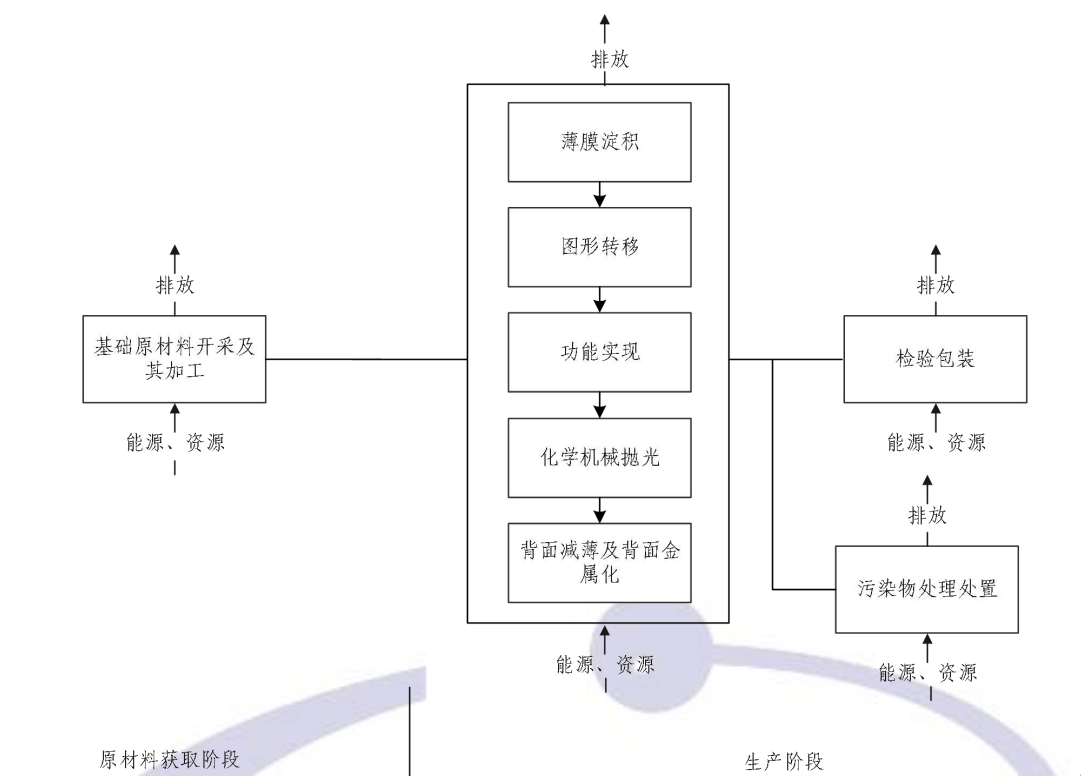 排放
薄膜淀积
图形转移
功能实现
化学机械抛光
背面减薄及背面金
属化
能源、资源
排放
基础原材料开采及
其加工
能源、资源
排放
检验包装
能源、资源
排放
污染物处理处置
能源、资源
原材料获取阶段
生产阶段